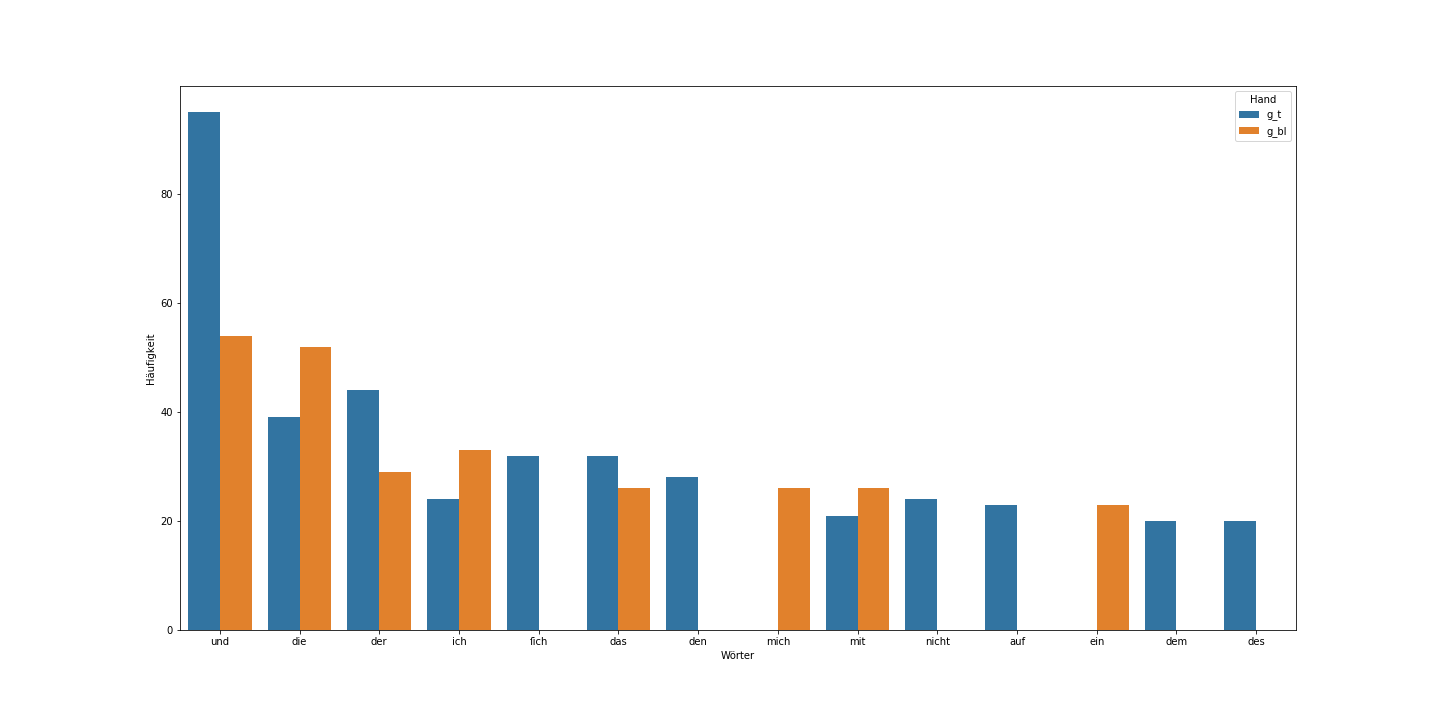 Hand
g_t
g_bl
80
60
40
20
0
Häufigkeit
und die der ich fich das den mich mit nicht auf ein dem des
Wörter